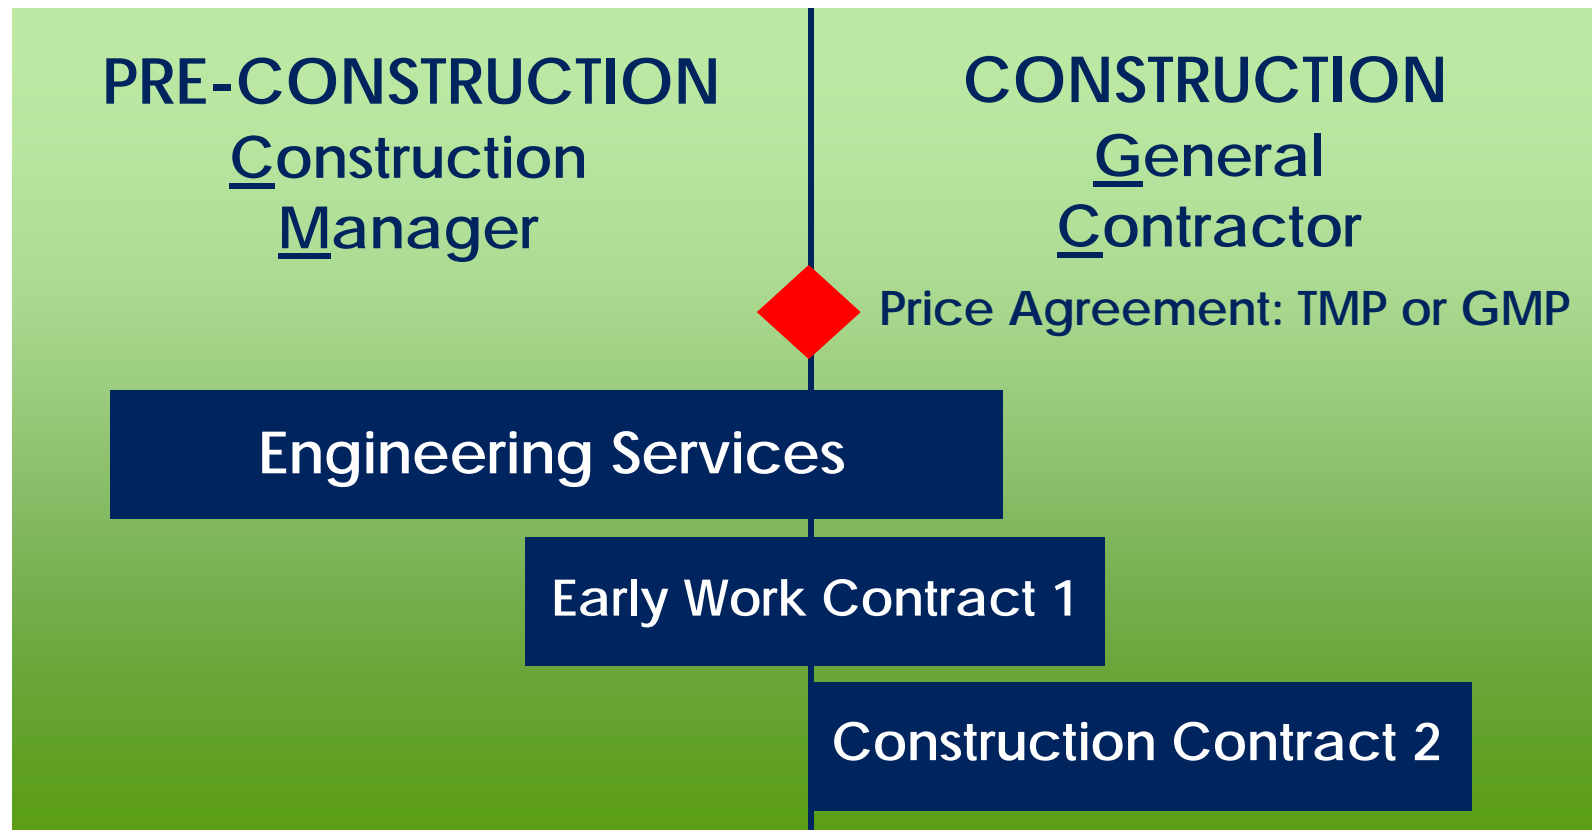 PRE-CONSTRUCTION
Construction
Manager
CONSTRUCTION
General
Contractor
Price Agreement: TMP or GMP
Engineering Services
Early Work Contract 1
Construction Contract 2